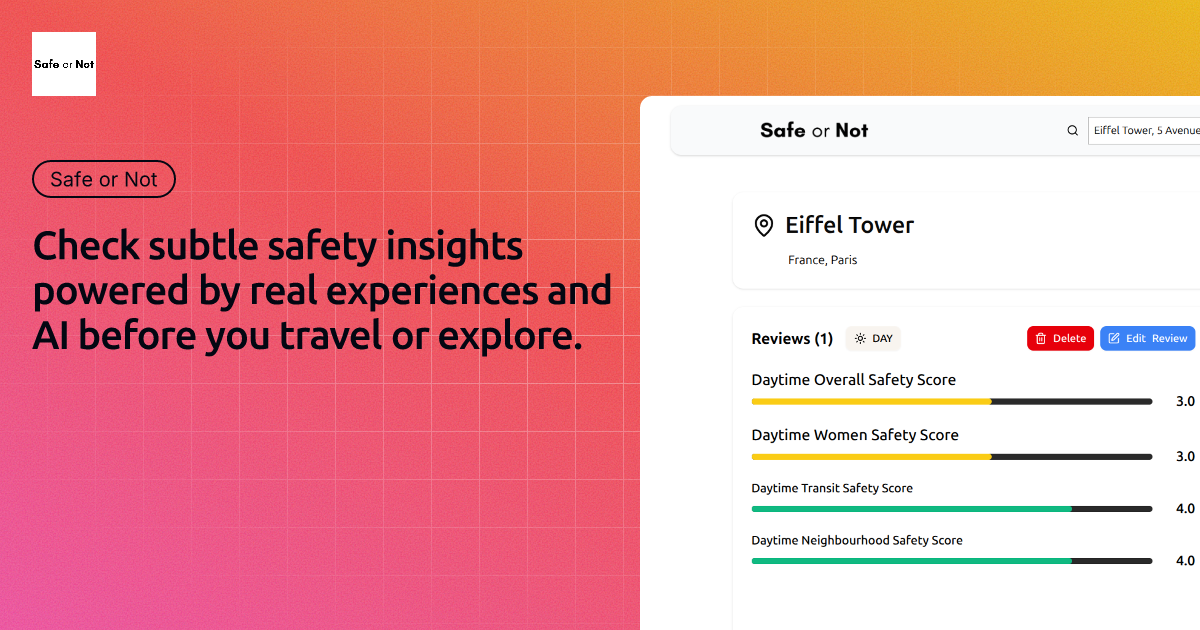 Safe or Not
Safe or Not
Check subtle safety insights
powered by real experiences and
AI before you travel or explore.
Safe or Not
Eiffel Tower, 5 Avenue
Eiffel Tower
France, Paris
Reviews (1) DAY Delete Edit Review
Daytime Overall Safety Score
3.0
Daytime Women Safety Score
3.0
Daytime Transit Safety Score
4.0
Daytime Neighbourhood Safety Score
4.0